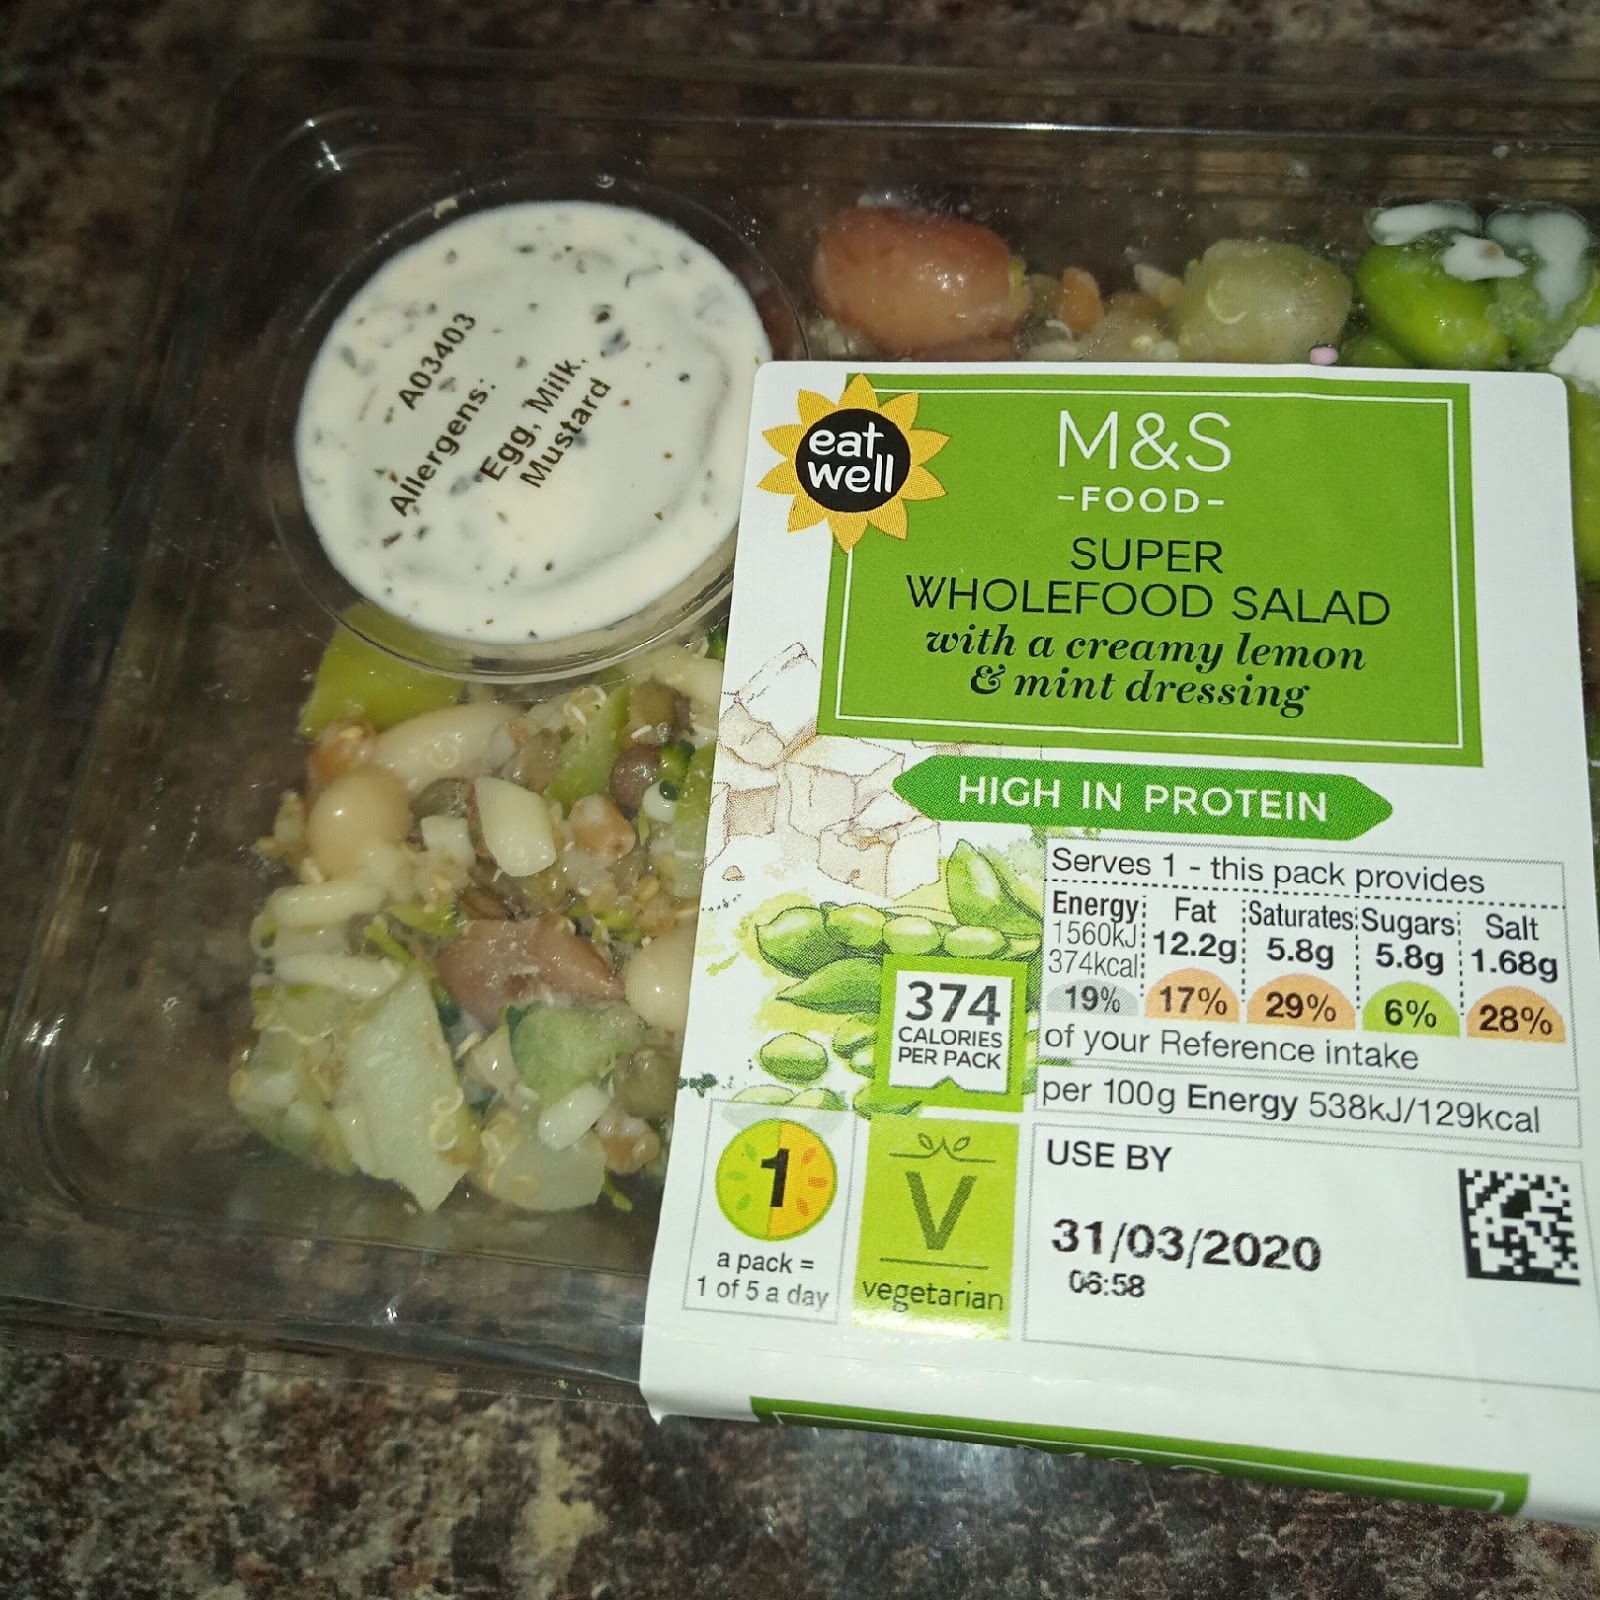 A03403
Allergens:
Egg, Milk,
Mustard
eat
well
M&S
-FOOD-
SUPER
WHOLEFOOD SALAD
with a creamy lemon
& mint dressing
HIGH IN PROTEIN
Serves 1 - this pack provides
Energy Fat Saturates Sugars Salt
1560kJ 12.2g 5.8g 5.8g 1.68g
374kcal
19% 17% 29% 6% 28%
of your Reference intake
per 100g Energy 538kJ/129kcal
374
CALORIES
PER PACK
1
a pack =
1 of 5 a day
V
vegetarian
USE BY
31/03/2020
06:58